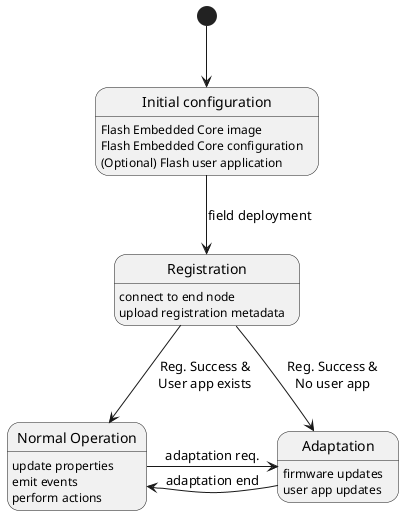 Initial configuration
Flash Embedded Core image
Flash Embedded Core configuration
(Optional) Flash user application
field deployment
Registration
connect to end node
upload registration metadata
Reg. Success &
User app exists
Reg. Success &
No user app
Normal Operation
update properties
emit events
perform actions
adaptation req.
adaptation end
Adaptation
firmware updates
user app updates